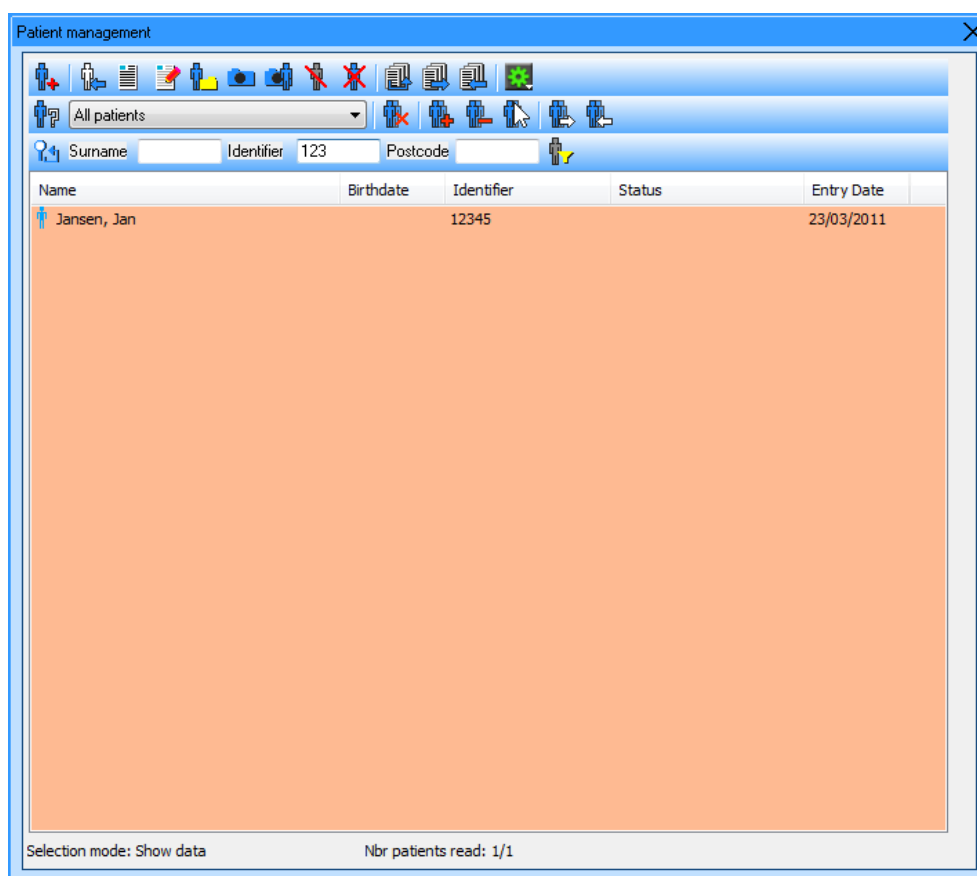 Patient management
All patients
Surname Identifier 123 Postcode
Name Birthdate Identifier Status Entry Date
Jansen, Jan 12345 23/03/2011
Selection mode: Show data Nbr patients read: 1/1